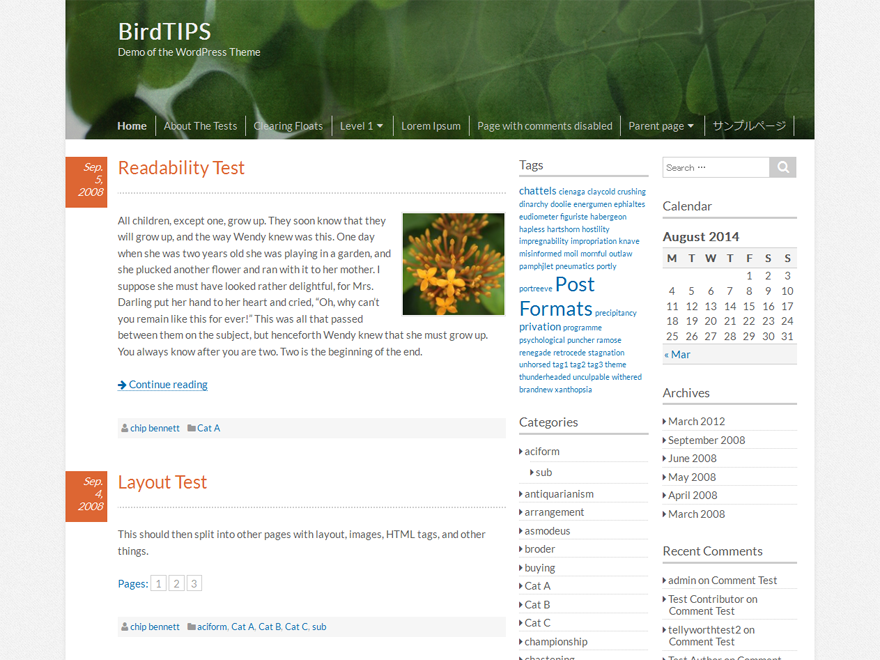 BirdTIPS
Demo of the WordPress Theme
Home
About The Tests
Clearing Floats
Level 1
Lorem Ipsum
Page with comments disabled
Parent page
サンプルページ
Sep.
5,
2008
Readability Test
All children, except one, grow up. They soon know that they
will grow up, and the way Wendy knew was this. One day
when she was two years old she was playing in a garden, and
she plucked another flower and ran with it to her mother. I
suppose she must have looked rather delightful, for Mrs.
Darling put her hand to her heart and cried, “Oh, why can’t
you remain like this for ever!” This was all that passed
between them on the subject, but henceforth Wendy knew that she must grow up.
You always know after you are two. Two is the beginning of the end.
Continue reading
chip bennett Cat A
Sep.
4,
2008
Layout Test
This should then split into other pages with layout, images, HTML tags, and other
things.
Pages: 1 2 3
chip bennett aciform, Cat A, Cat B, Cat C, sub
Tags
chattels cienaga claycold crushing
dinarchy doolie energumen ephialtes
eudiometer figuriste habergeon
hapless hartshorn hostility
impregnability impropriation knave
misinformed moil mornful outlaw
pamphjlet pneumatics portly
portreeve Post
Formats precipitancy
privation programme
psychological puncher ramose
renegade retrocede stagnation
unhorsed tag1 tag2 tag3 theme
thunderheaded unculpable withered
brandnew xanthopsia
Categories
aciform
sub
antiquarianism
arrangement
asmodeus
broder
buying
Cat A
Cat B
Cat C
championship
chastening
Search ...
Calendar
August 2014
M T W T F S S
1 2 3
4 5 6 7 8 9 10
11 12 13 14 15 16 17
18 19 20 21 22 23 24
25 26 27 28 29 30 31
« Mar
Archives
March 2012
September 2008
June 2008
May 2008
April 2008
March 2008
Recent Comments
admin on Comment Test
Test Contributor on
Comment Test
tellyworthtest2 on
Comment Test
Test Author on Comment